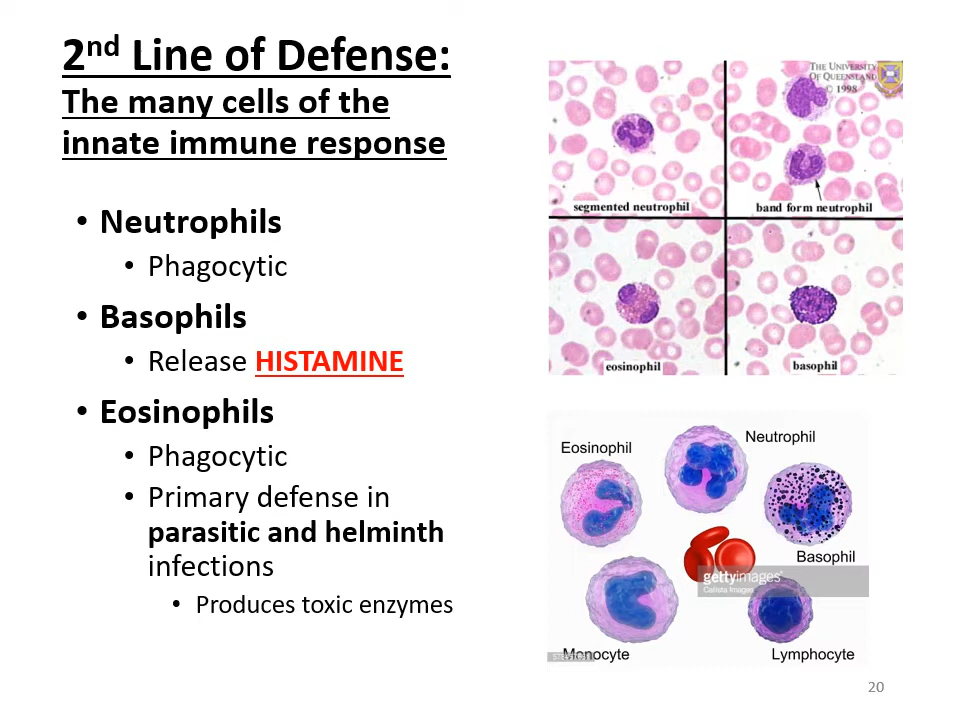 2nd Line of Defense:
The many cells of the
innate immune response
• Neutrophils
• Phagocytic
• Basophils
• Release HISTAMINE
• Eosinophils
• Phagocytic
• Primary defense in
parasitic and helminth
infections
• Produces toxic enzymes
THE UNIVERSITY
OF QUEENSLAND
© 1998
segmented neutrophil
band form neutrophil
eosinophil
basophil
Eosinophil
Neutrophil
Basophil
gettyimages®
Calista Images
Monocyte
Lymphocyte
20